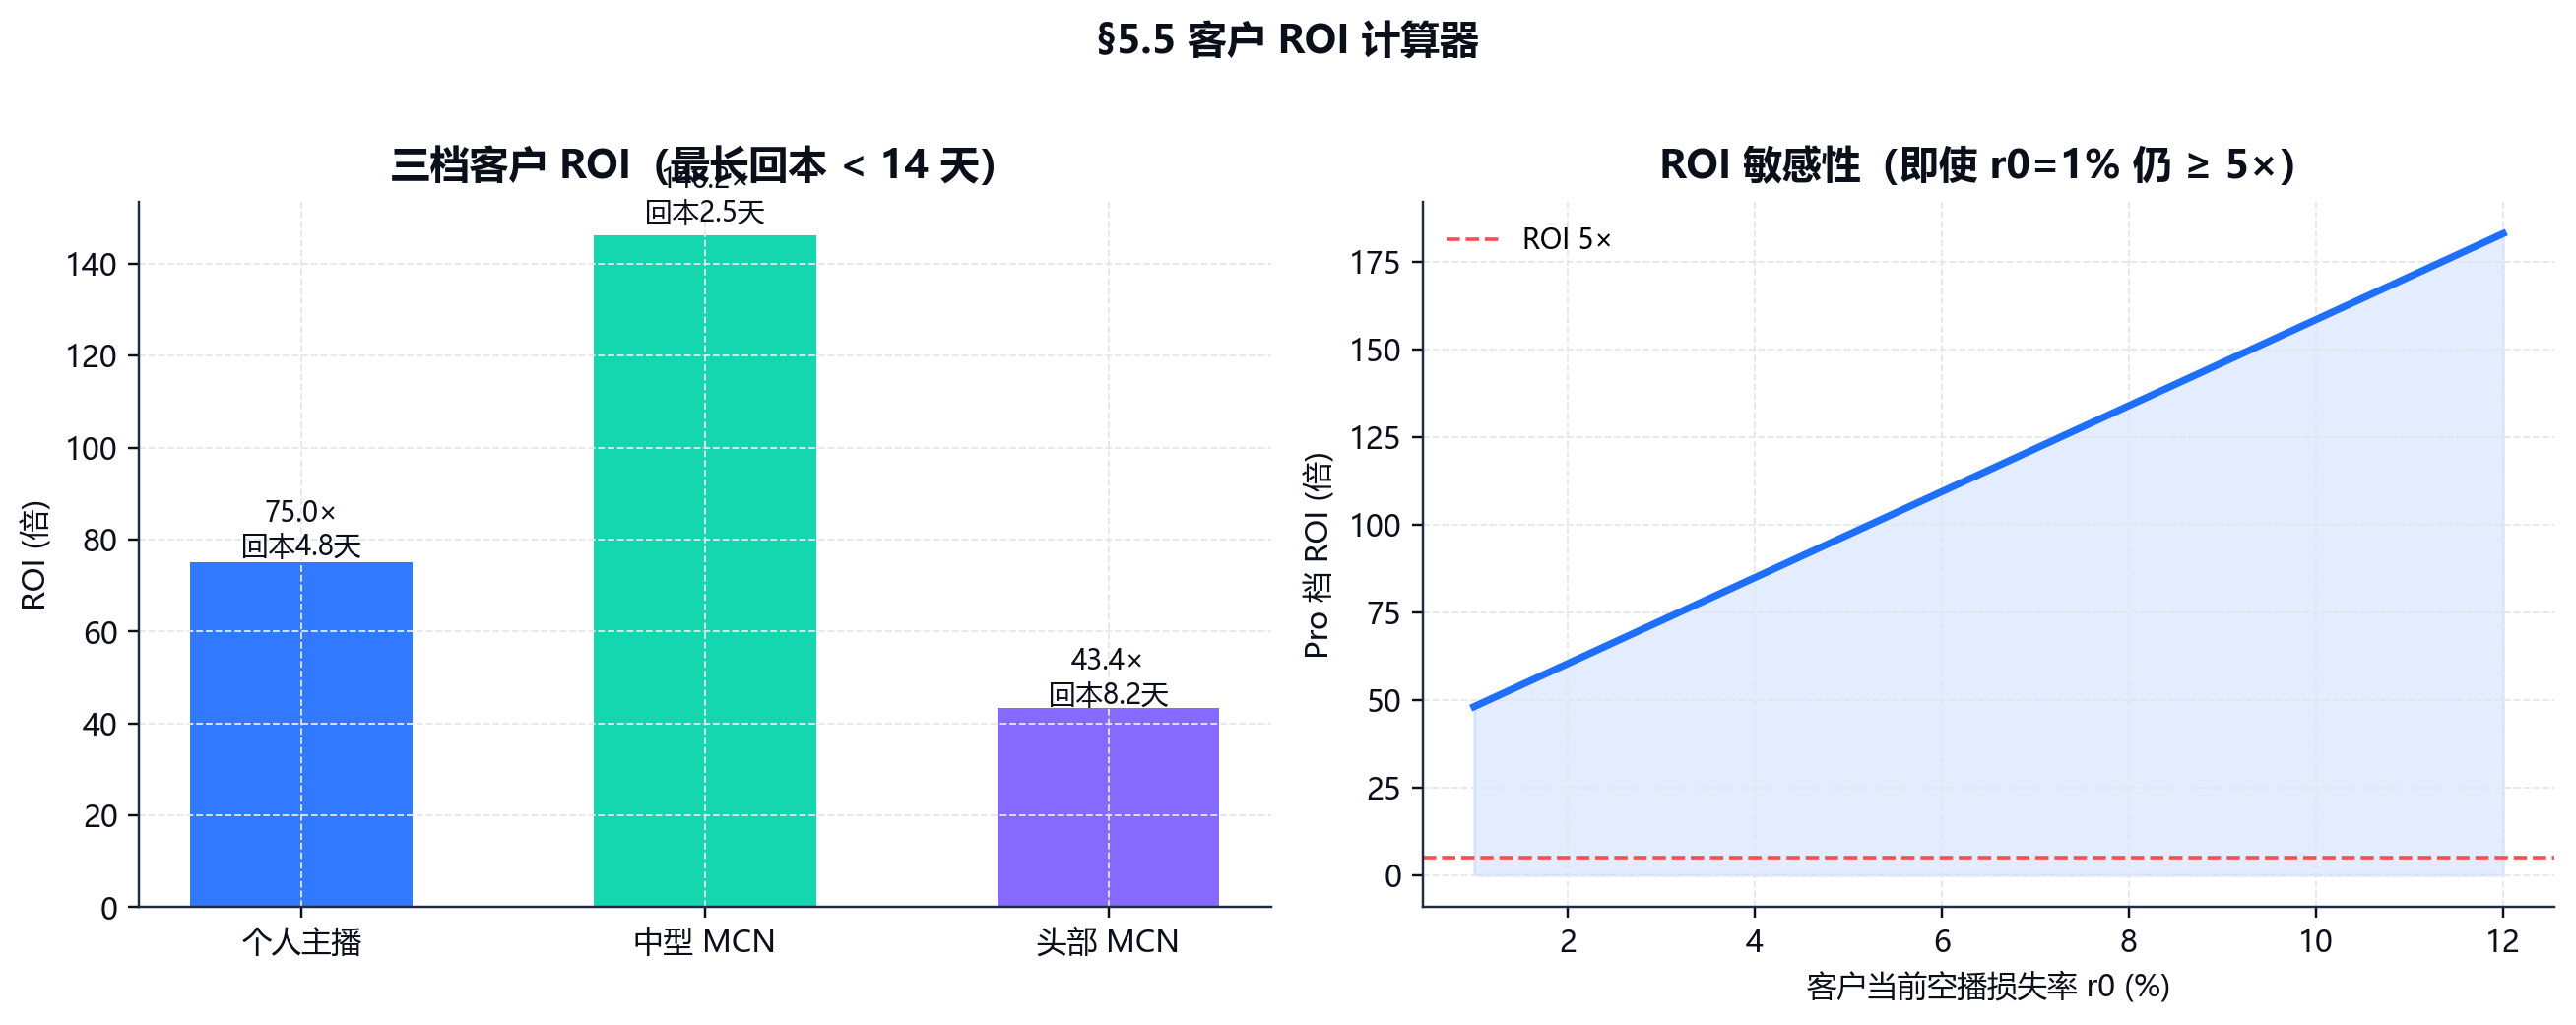 §5.5 客户 ROI 计算器
三档客户 ROI（最长回本 < 14 天）
146.2×
回本2.5天
75.0×
回本4.8天
43.4×
回本8.2天
ROI (倍)
140
120
100
80
60
40
20
0
个人主播
中型 MCN
头部 MCN
ROI 敏感性（即使 r0=1% 仍 ≥ 5×）
ROI 5×
Pro 档 ROI (倍)
175
150
125
100
75
50
25
0
2
4
6
8
10
12
客户当前空播损失率 r0 (%)